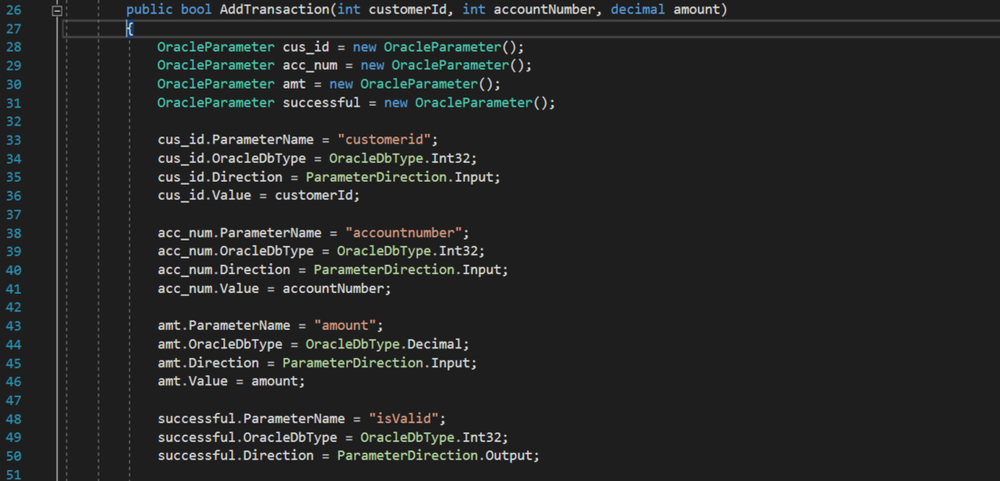 26 public bool AddTransaction(int customerId, int accountNumber, decimal amount)
27 {
28 OracleParameter cus_id = new OracleParameter();
29 OracleParameter acc_num = new OracleParameter();
30 OracleParameter amt = new OracleParameter();
31 OracleParameter successful = new OracleParameter();
32
33 cus_id.ParameterName = "customerid";
34 cus_id.OracleDbType = OracleDbType.Int32;
35 cus_id.Direction = ParameterDirection.Input;
36 cus_id.Value = customerId;
37
38 acc_num.ParameterName = "accountnumber";
39 acc_num.OracleDbType = OracleDbType.Int32;
40 acc_num.Direction = ParameterDirection.Input;
41 acc_num.Value = accountNumber;
42
43 amt.ParameterName = "amount";
44 amt.OracleDbType = OracleDbType.Decimal;
45 amt.Direction = ParameterDirection.Input;
46 amt.Value = amount;
47
48 successful.ParameterName = "isValid";
49 successful.OracleDbType = OracleDbType.Int32;
50 successful.Direction = ParameterDirection.Output;
51